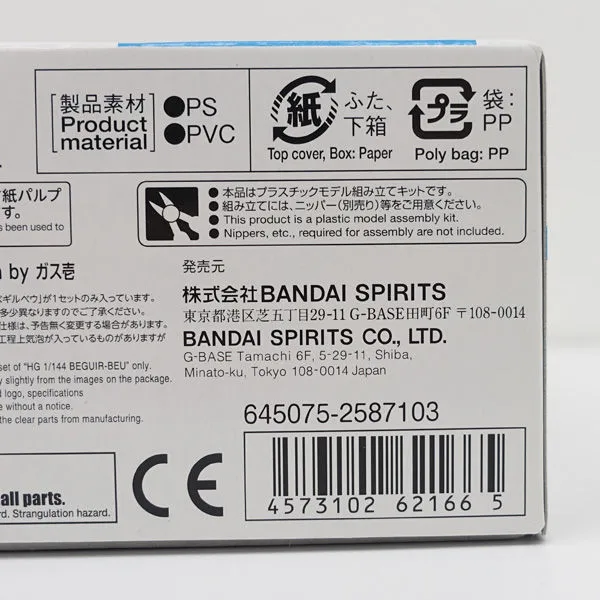 [製品素材 Product material]
●PS
●PVC
紙
ふた、
下箱
Top cover, Box: Paper
プラ
袋:
PP
Poly bag: PP
紙パルプ
す。
been used to
●本品はプラスチックモデル組み立てキットです。
●組み立てには、ニッパー(別売り)等をご用意ください。
●This product is a plastic model assembly kit.
●Nippers, etc., required for assembly are not included.
by ガス壱
ギルベウ」が1セットのみ入っています。
多少異なりますのでご了承ください。
仕様は、予告無く変更する場合があります。
工程上気泡が入っているものがありますが
set of "HG 1/144 BEGUIR-BEU" only.
y slightly from the images on the package.
d logo, specifications
e without a notice.
the clear parts from manufacturing.
発売元
株式会社BANDAI SPIRITS
東京都港区芝五丁目29-11 G-BASE田町6F 〒108-0014
BANDAI SPIRITS CO., LTD.
G-BASE Tamachi 6F, 5-29-11, Shiba,
Minato-ku, Tokyo 108-0014 Japan
645075-2587103
all parts.
rd. Strangulation hazard.
CE
4573102 62166 5